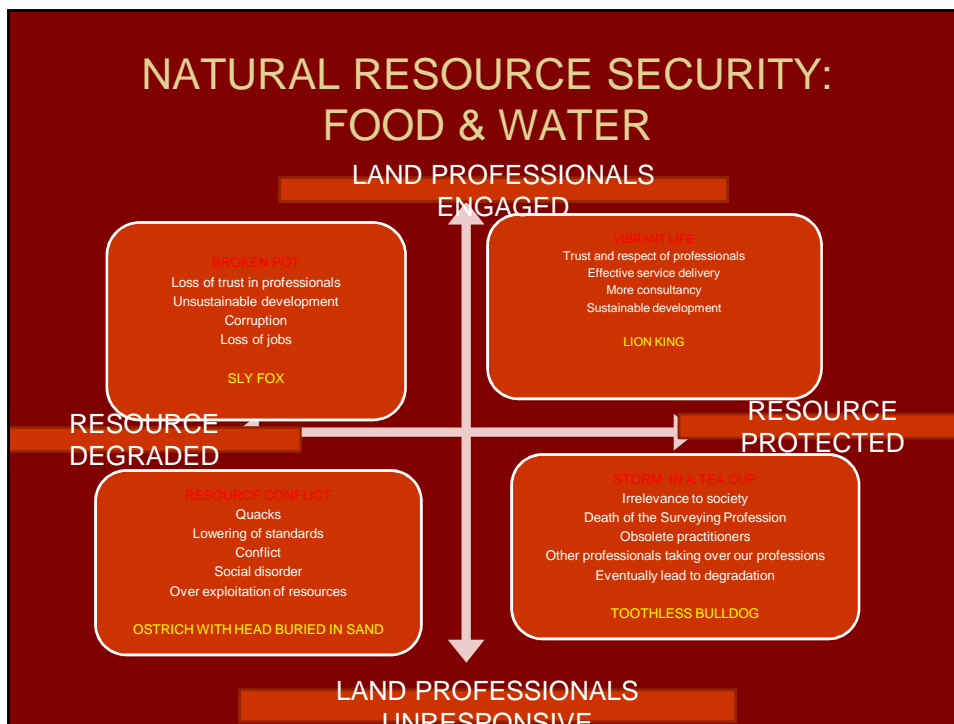 NATURAL RESOURCE SECURITY:
FOOD & WATER
LAND PROFESSIONALS
ENGAGED
BROKEN POT
Loss of trust in professionals
Unsustainable development
Corruption
Loss of jobs
SLY FOX
VIBRANT LIFE
Trust and respect of professionals
Effective service delivery
More consultancy
Sustainable development
LION KING
RESOURCE
DEGRADED
RESOURCE
PROTECTED
RESOURCE CONFLICT
Quacks
Lowering of standards
Conflict
Social disorder
Over exploitation of resources
OSTRICH WITH HEAD BURIED IN SAND
STORM IN A TEA CUP
Irrelevance to society
Death of the Surveying Profession
Obsolete practitioners
Other professionals taking over our professions
Eventually lead to degradation
TOOTHLESS BULLDOG
LAND PROFESSIONALS
UNRESPONSIVE